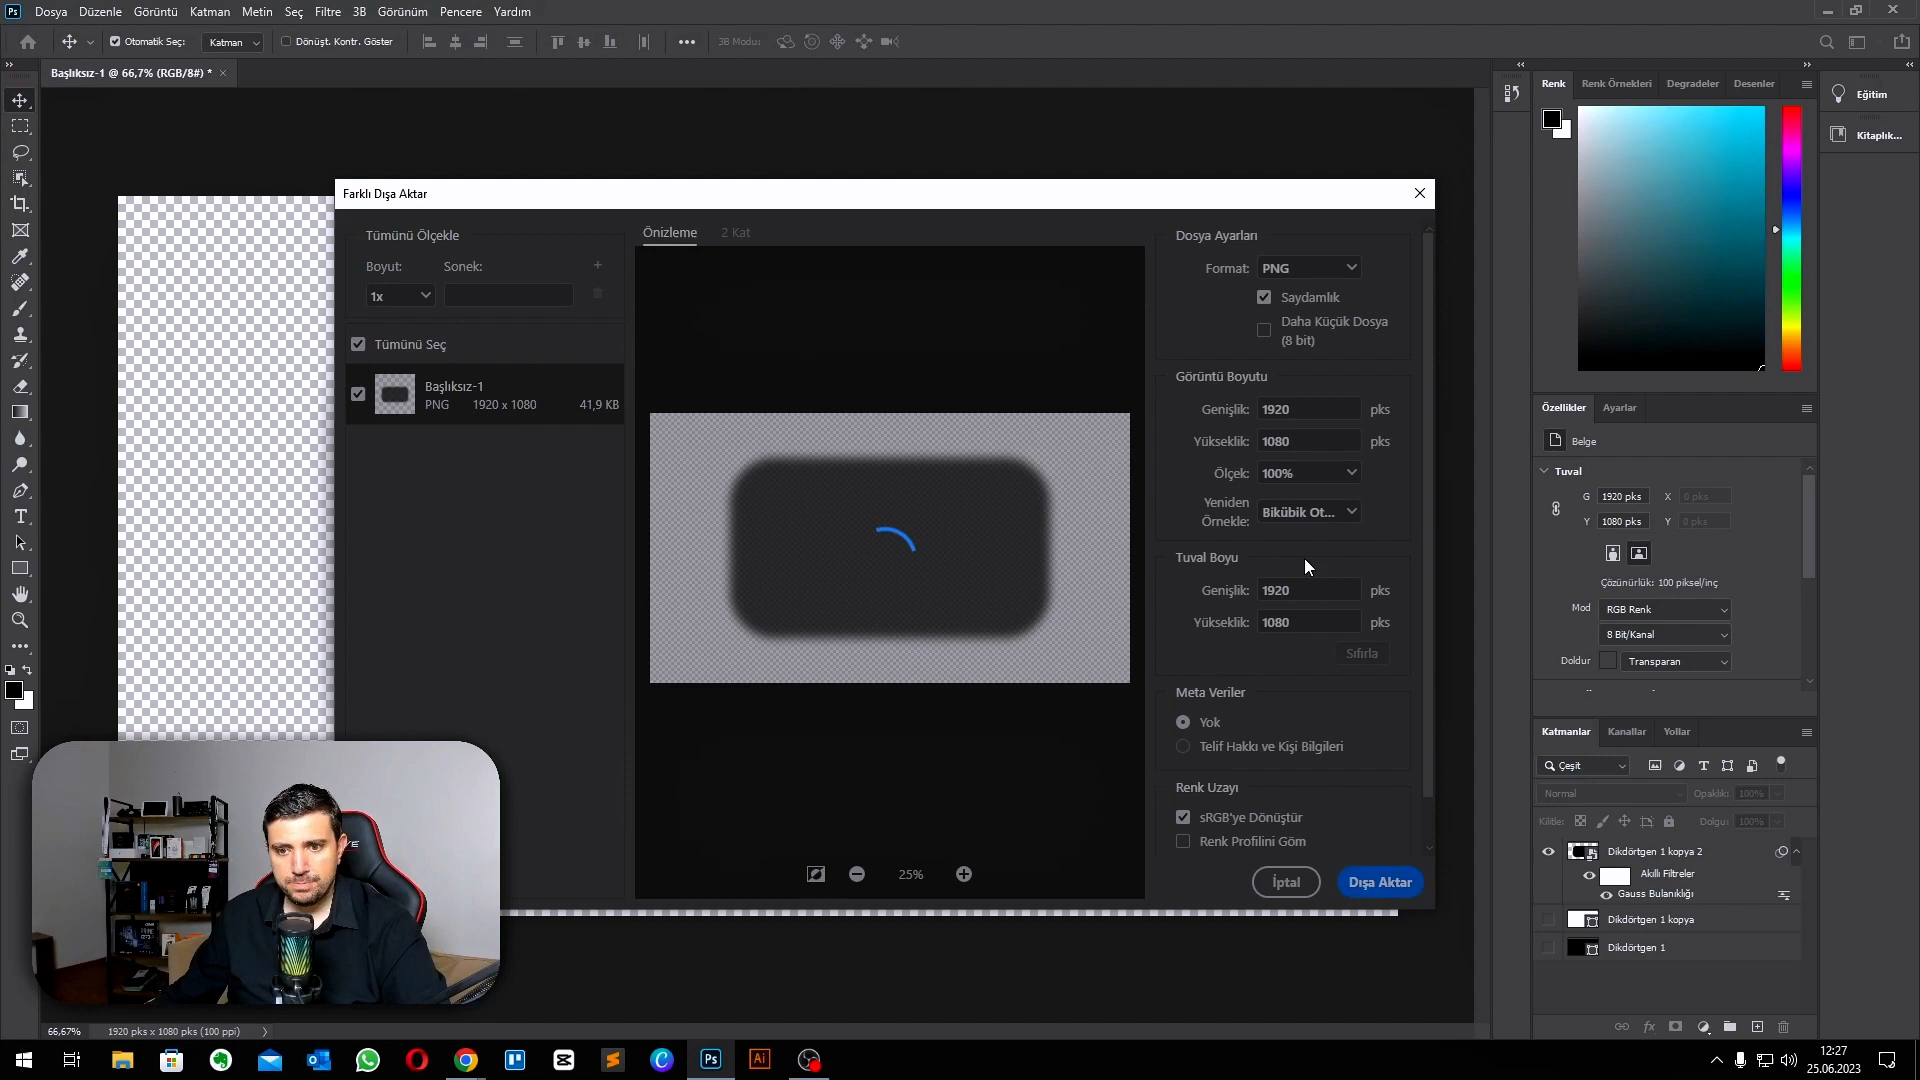 Ps Dosya Düzenle Görüntü Katman Metin Seç Filtre 3B Görünüm Pencere Yardım
Otomatik Seç: Katman Dönüşt. Kontr. Göster 3B Modu:
Başlıksız-1 @ 66,7% (RGB/8#) *
Farklı Dışa Aktar
Tümünü Ölçekle
Boyut: Sonek:
1x
Tümünü Seç
Başlıksız-1
PNG 1920 x 1080 41,9 KB
Önizleme 2 Kat
25%
Dosya Ayarları
Format: PNG
Saydamlık
Daha Küçük Dosya
(8 bit)
Görüntü Boyutu
Genişlik: 1920 pks
Yükseklik: 1080 pks
Ölçek: 100%
Yeniden
Örnekle: Bikübik Ot...
Tuval Boyu
Genişlik: 1920 pks
Yükseklik: 1080 pks
Sıfırla
Meta Veriler
Yok
Telif Hakkı ve Kişi Bilgileri
Renk Uzayı
sRGB'ye Dönüştür
Renk Profilini Göm
İptal Dışa Aktar
Renk Renk Örnekleri Degradeler Desenler
Eğitim
Kitaplık...
Özellikler Ayarlar
Belge
Tuval
G 1920 pks X 0 pks
Y 1080 pks Y 0 pks
Çözünürlük: 100 piksel/inç
Mod RGB Renk
8 Bit/Kanal
Doldur Transparan
Katmanlar Kanallar Yollar
Çeşit
Normal Opaklık: 100%
Kilitle: Dolgu: 100%
Dikdörtgen 1 kopya 2
Akıllı Filtreler
Gauss Bulanıklığı
Dikdörtgen 1 kopya
Dikdörtgen 1
fx
66,67% 1920 pks x 1080 pks (100 ppi)
Ps Ai
12:27
25.06.2023